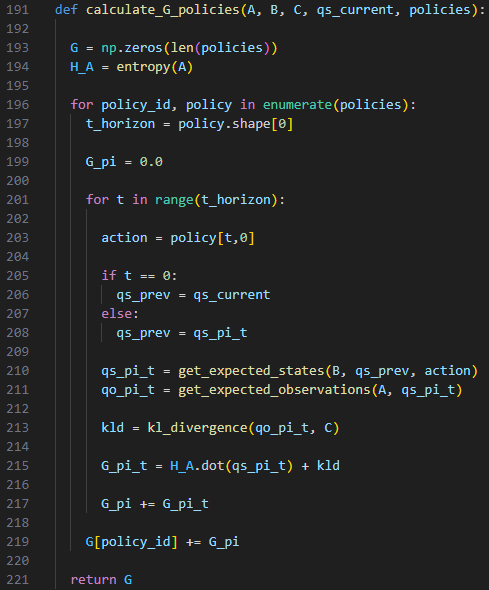 191 def calculate_G_policies(A, B, C, qs_current, policies):
192
193 G = np.zeros(len(policies))
194 H_A = entropy(A)
195
196 for policy_id, policy in enumerate(policies):
197 t_horizon = policy.shape[0]
198
199 G_pi = 0.0
200
201 for t in range(t_horizon):
202
203 action = policy[t,0]
204
205 if t == 0:
206 qs_prev = qs_current
207 else:
208 qs_prev = qs_pi_t
209
210 qs_pi_t = get_expected_states(B, qs_prev, action)
211 qo_pi_t = get_expected_observations(A, qs_pi_t)
212
213 kld = kl_divergence(qo_pi_t, C)
214
215 G_pi_t = H_A.dot(qs_pi_t) + kld
216
217 G_pi += G_pi_t
218
219 G[policy_id] += G_pi
220
221 return G